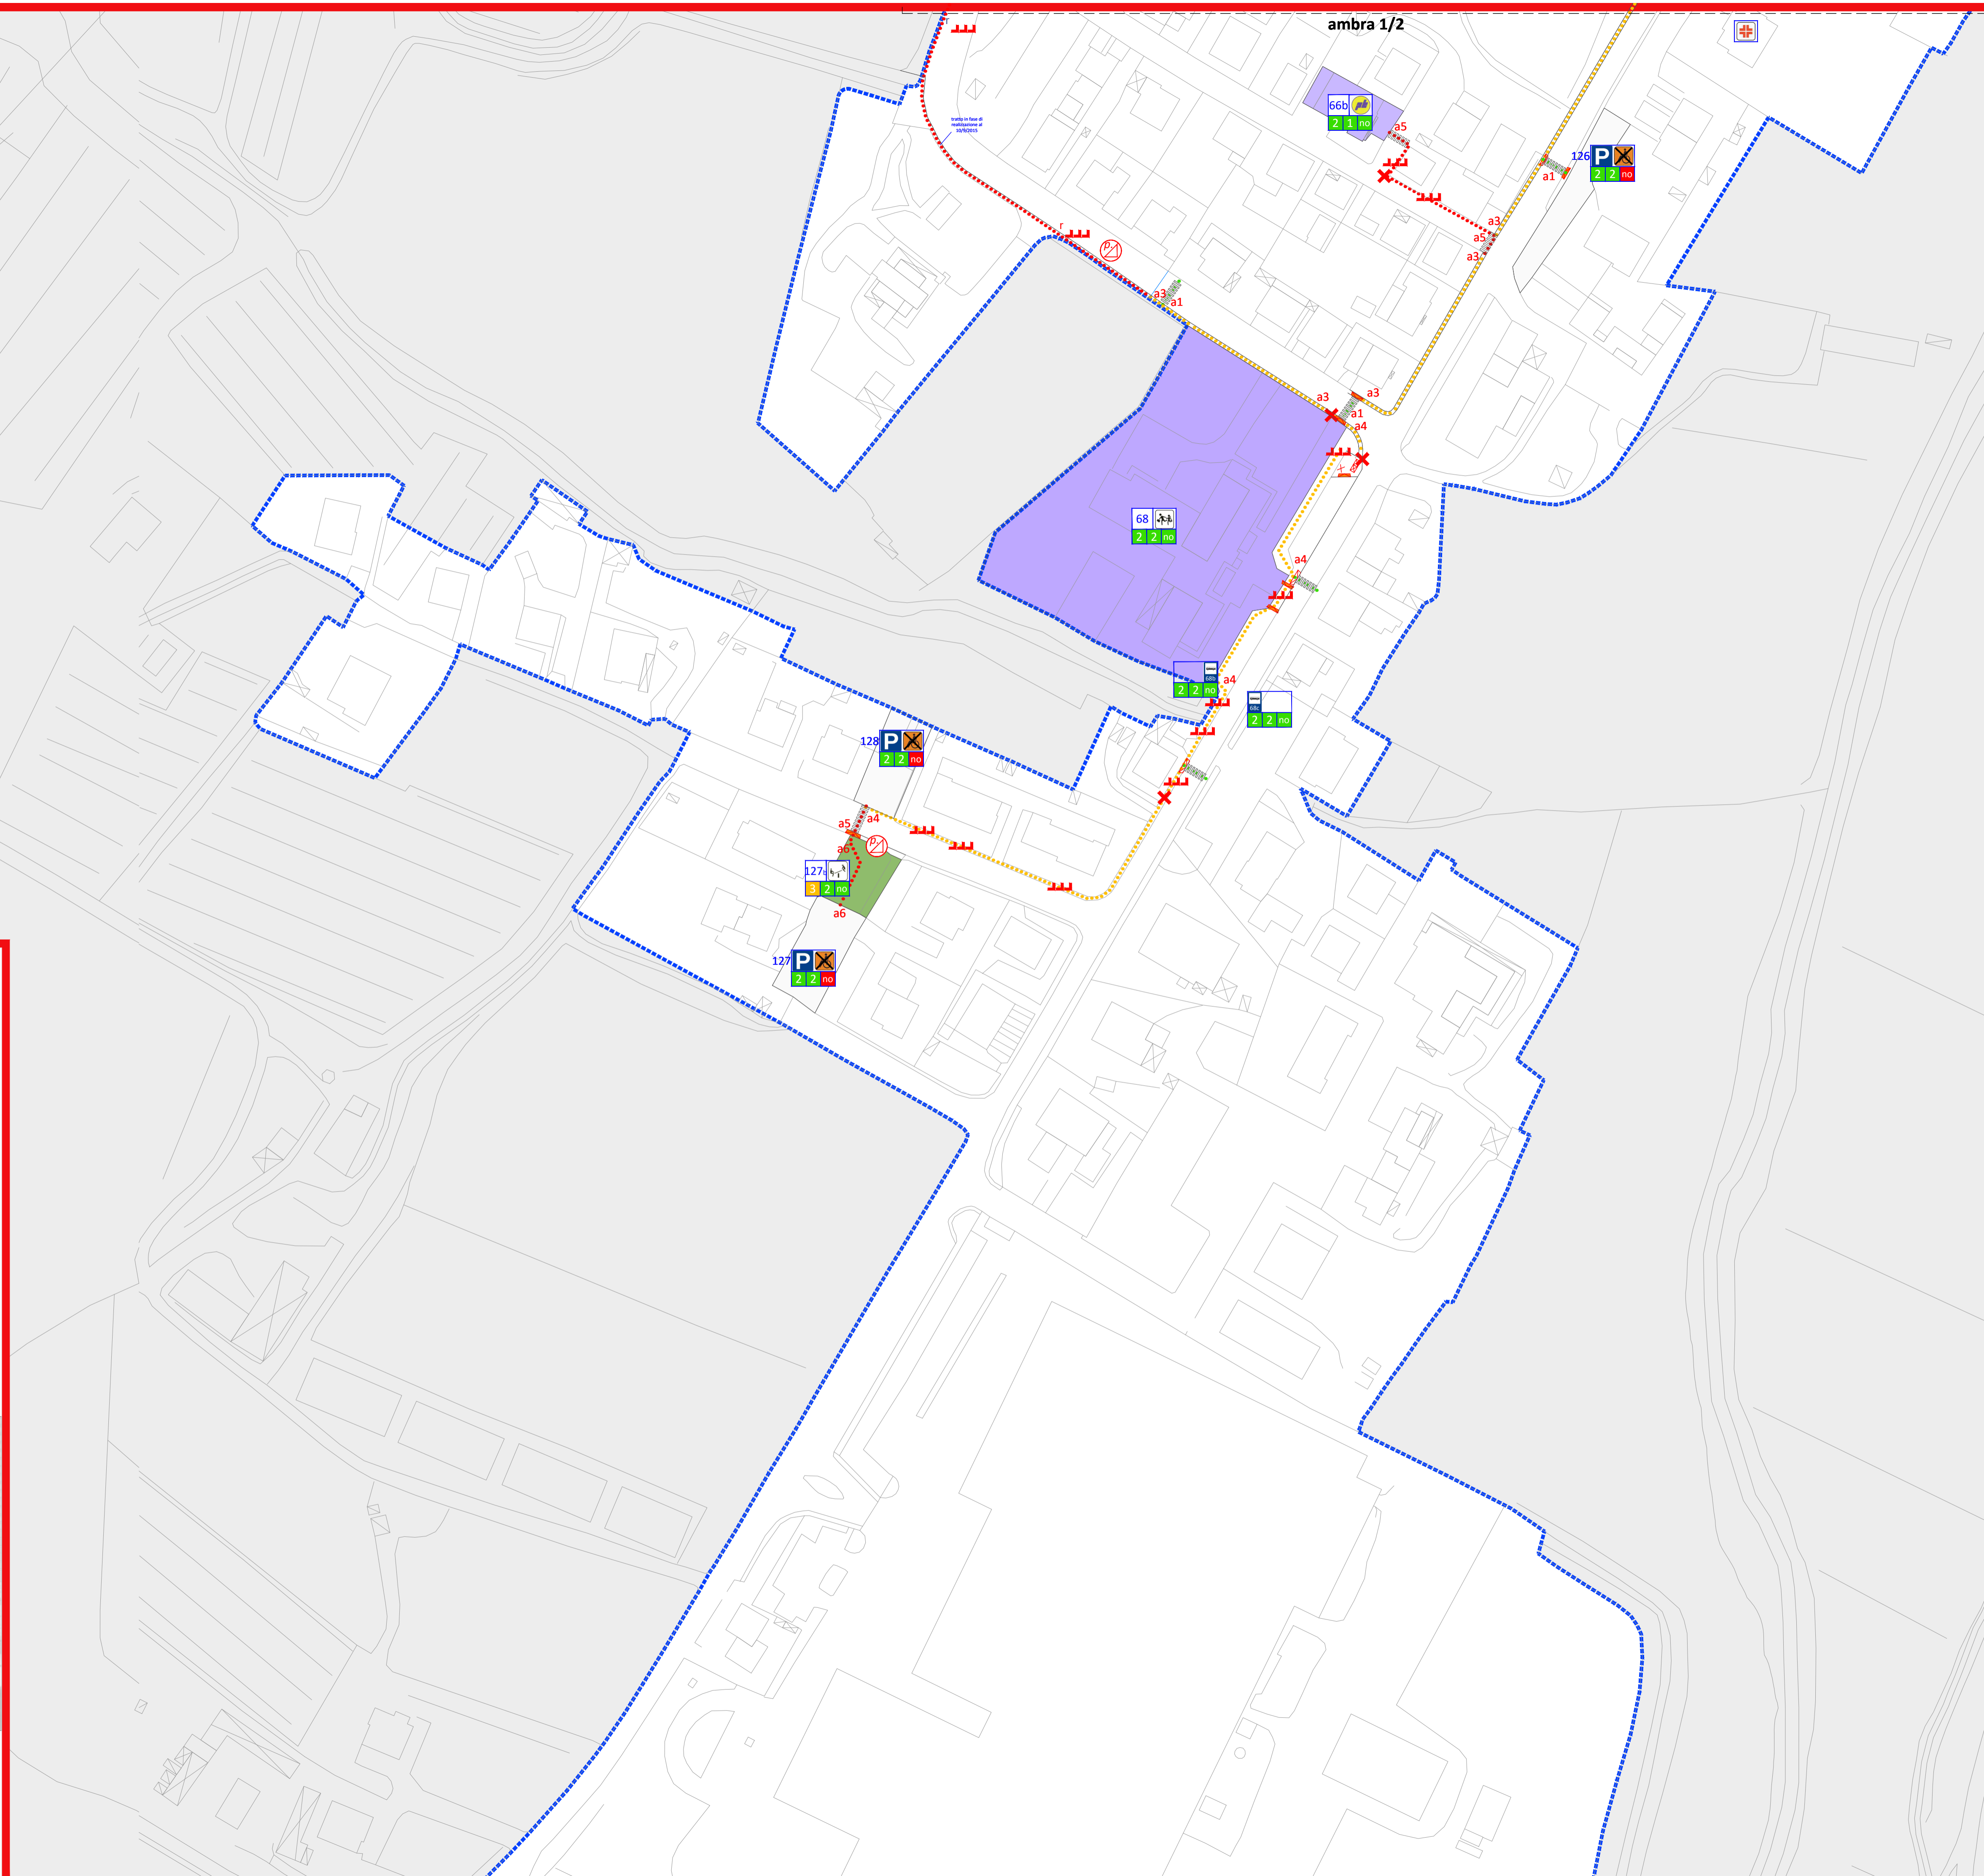 ambra 1/2
r
tratto in fase di
realizzazione al
10/9/2015
66b
2 1 no
a5
126 P
2 2 no
a1
a3
a5
a3
r
p.
a3
a1
a3
a3
a1
a4
68
2 2 no
a4
68b
2 2 no
a4
68c
2 2 no
128 P
2 2 no
a5
a4
a6
p.
127b
3 2 no
a6
127 P
2 2 no